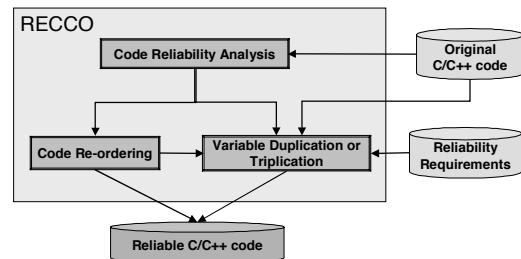 RECCO
Code Reliability Analysis
Original
C/C++ code
Code Re-ordering
Variable Duplication or
Triplication
Reliability
Requirements
Reliable C/C++ code